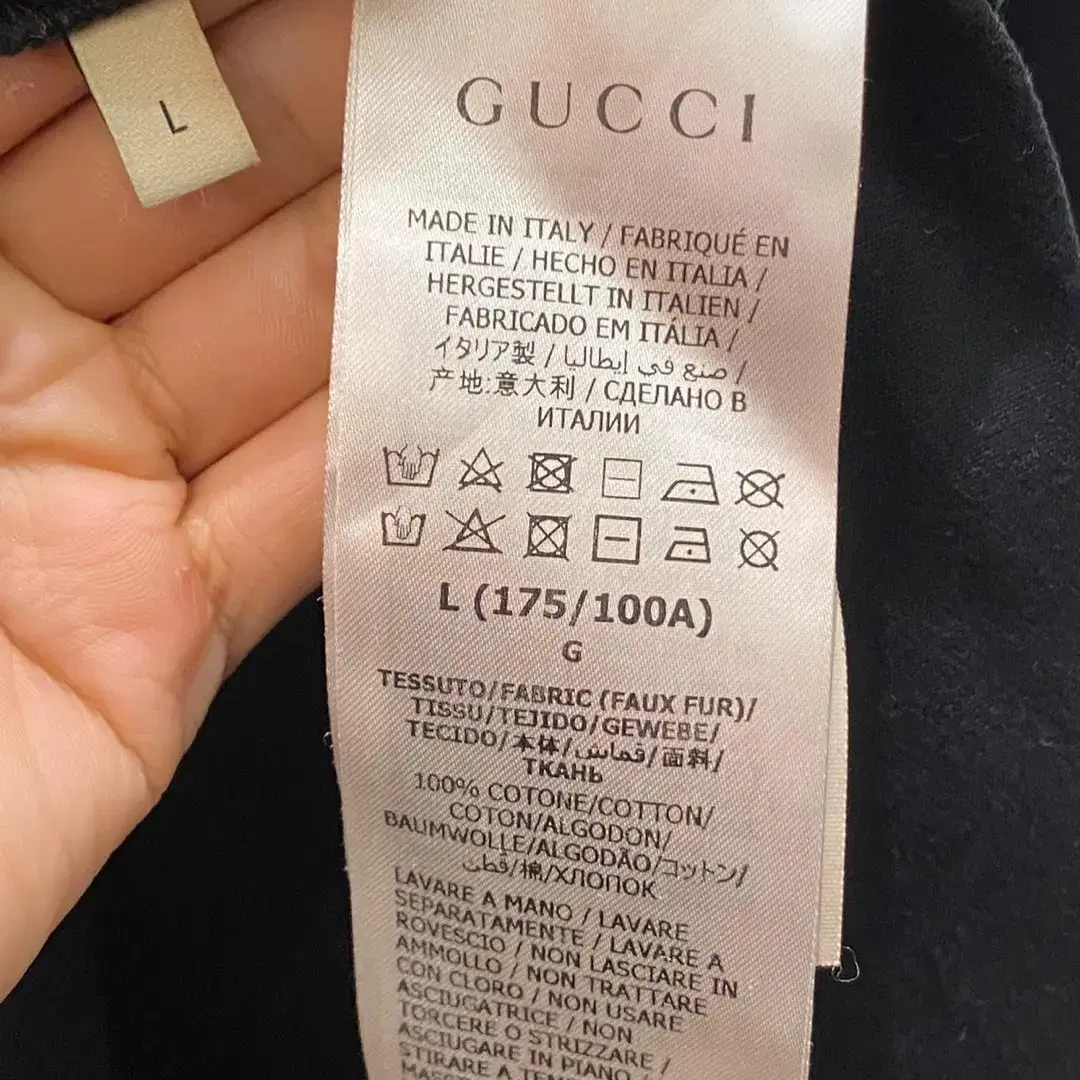 L
GUCCI
MADE IN ITALY / FABRIQUÉ EN
ITALIE / HECHO EN ITALIA /
HERGESTELLT IN ITALIEN /
FABRICADO EM ITÁLIA /
イタリア製 / صنع في إيطاليا /
产地:意大利 / СДЕЛАНО В
ИТАЛИИ
L (175/100A)
G
TESSUTO/FABRIC (FAUX FUR)/
TISSU/TEJIDO/GEWEBE/
TECIDO/本体/قماش/面料/
ТКАНЬ
100% COTONE/COTTON/
COTON/ALGODON/
BAUMWOLLE/ALGODÃO/コットン/
قطن/棉/ХЛОПОК
LAVARE A MANO / LAVARE
SEPARATAMENTE / LAVARE A
ROVESCIO / NON LASCIARE IN
AMMOLLO / NON TRATTARE
CON CLORO / NON USARE
ASCIUGATRICE / NON
TORCERE O STRIZZARE /
ASCIUGARE IN PIANO /
STIRARE A